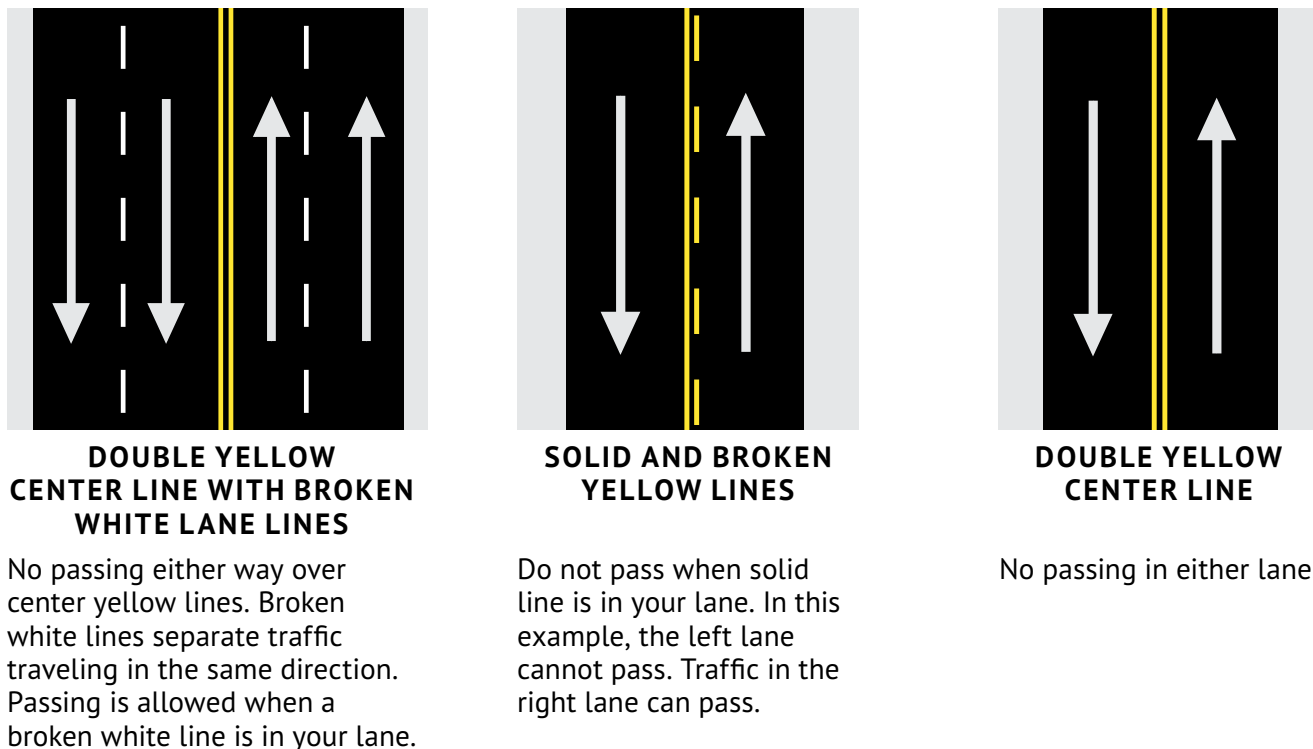 DOUBLE YELLOW
CENTER LINE WITH BROKEN
WHITE LANE LINES
No passing either way over
center yellow lines. Broken
white lines separate traffic
traveling in the same direction.
Passing is allowed when a
broken white line is in your lane.
SOLID AND BROKEN
YELLOW LINES
Do not pass when solid
line is in your lane. In this
example, the left lane
cannot pass. Traffic in the
right lane can pass.
DOUBLE YELLOW
CENTER LINE
No passing in either lane